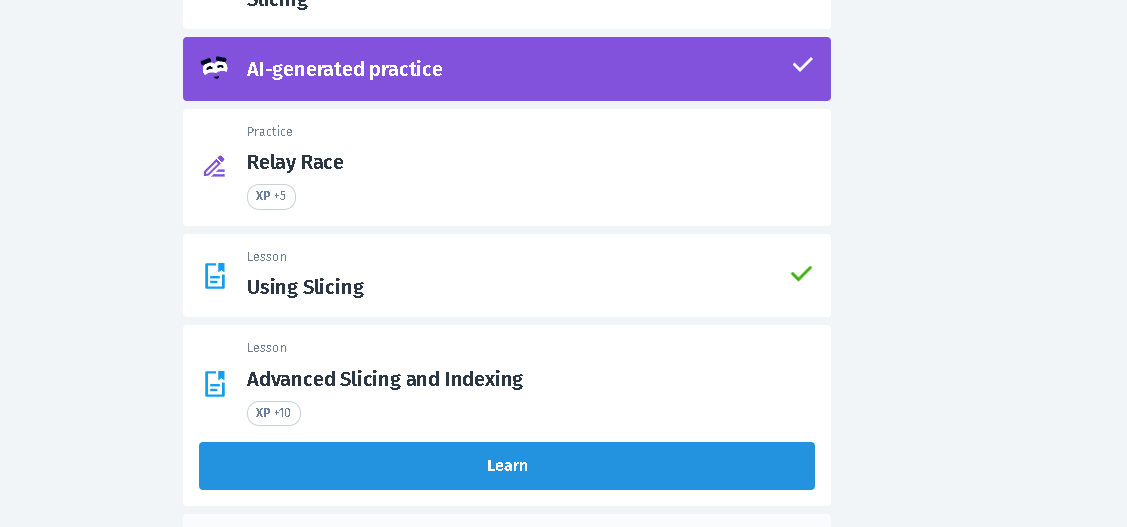 Slicing
AI-generated practice
Practice
Relay Race
XP +5
Lesson
Using Slicing
Lesson
Advanced Slicing and Indexing
XP +10
Learn